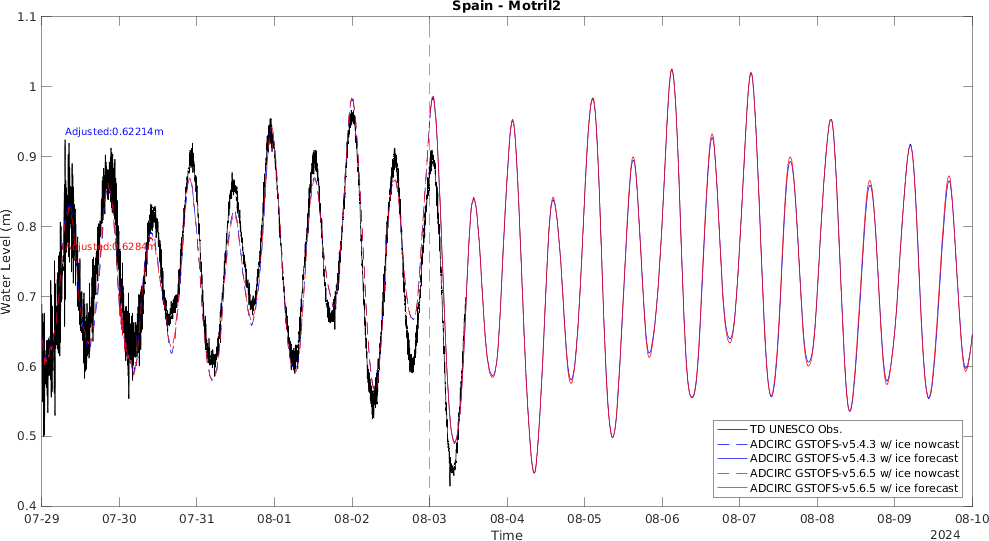 Spain - Motril2
1.1
1
0.9
0.8
0.7
0.6
0.5
0.4
Water Level (m)
Adjusted:0.62214m
Adjusted:0.6284m
TD UNESCO Obs.
ADCIRC GSTOFS-v5.4.3 w/ ice nowcast
ADCIRC GSTOFS-v5.4.3 w/ ice forecast
ADCIRC GSTOFS-v5.6.5 w/ ice nowcast
ADCIRC GSTOFS-v5.6.5 w/ ice forecast
07-29 07-30 07-31 08-01 08-02 08-03 08-04 08-05 08-06 08-07 08-08 08-09 08-10
Time
2024